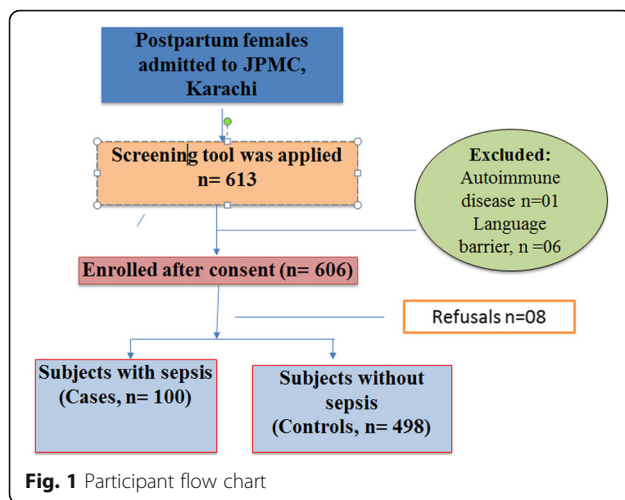 Postpartum females
admitted to JPMC,
Karachi
Screening tool was applied
n= 613
Excluded:
Autoimmune
disease n=01
Language
barrier, n =06
Enrolled after consent (n= 606)
Refusals n=08
Subjects with sepsis
(Cases, n= 100)
Subjects without
sepsis
(Controls, n= 498)
Fig. 1 Participant flow chart